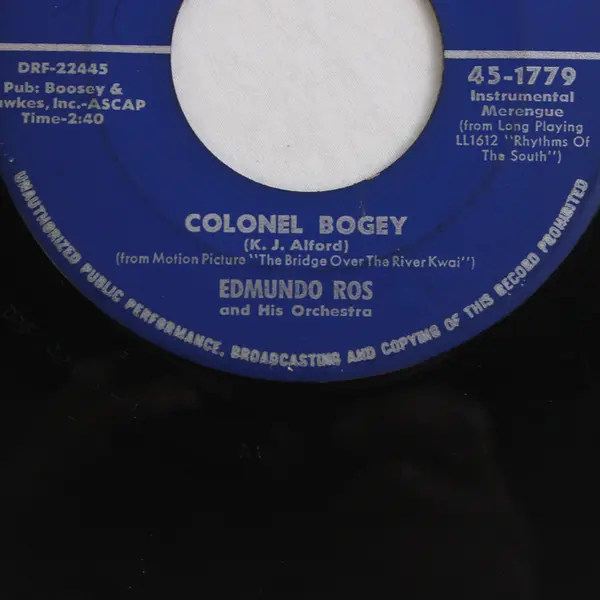 DRF-22445
Pub: Boosey &
wkes, Inc.-ASCAP
Time-2:40
45-1779
Instrumental
Merengue
(from Long Playing
LL1612 "Rhythms Of
The South")
COLONEL BOGEY
(K. J. Alford)
(from Motion Picture "The Bridge Over The River Kwai")
EDMUNDO ROS
and His Orchestra
UNAUTHORIZED PUBLIC PERFORMANCE, BROADCASTING AND COPYING OF THIS RECORD PROHIBITED